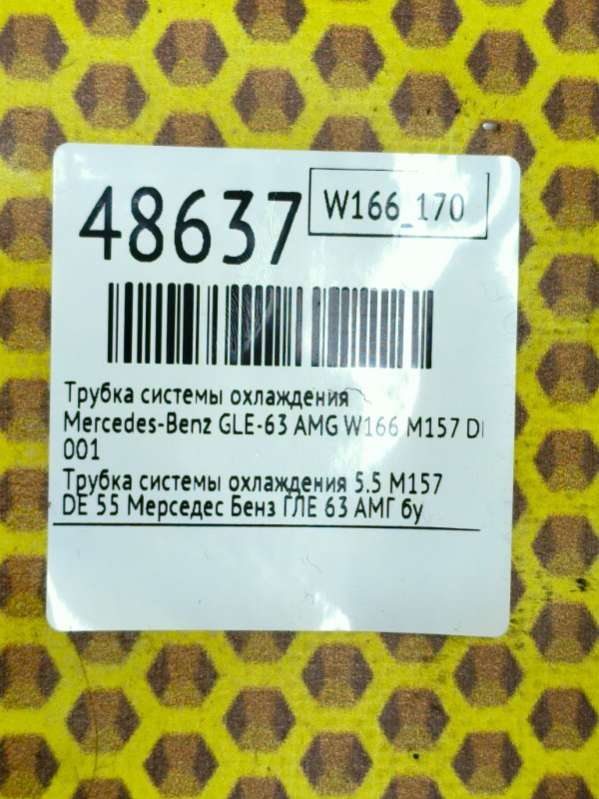 48637
W166_170
Трубка системы охлаждения
Mercedes-Benz GLE-63 AMG W166 M157
001
Трубка системы охлаждения 5.5 M157
DE 55 Мерседес Бенз ГЛЕ 63 АМГ бу